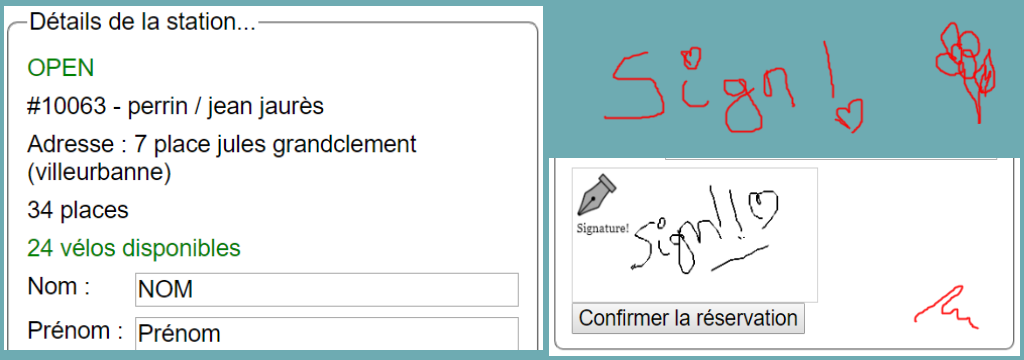 Détails de la station...
OPEN
#10063 - perrin / jean jaurès
Adresse : 7 place jules grandclement
(villeurbanne)
34 places
24 vélos disponibles
Nom :
NOM
Prénom :
Prénom
Sign!
Signature!
Sign!!
Confirmer la réservation